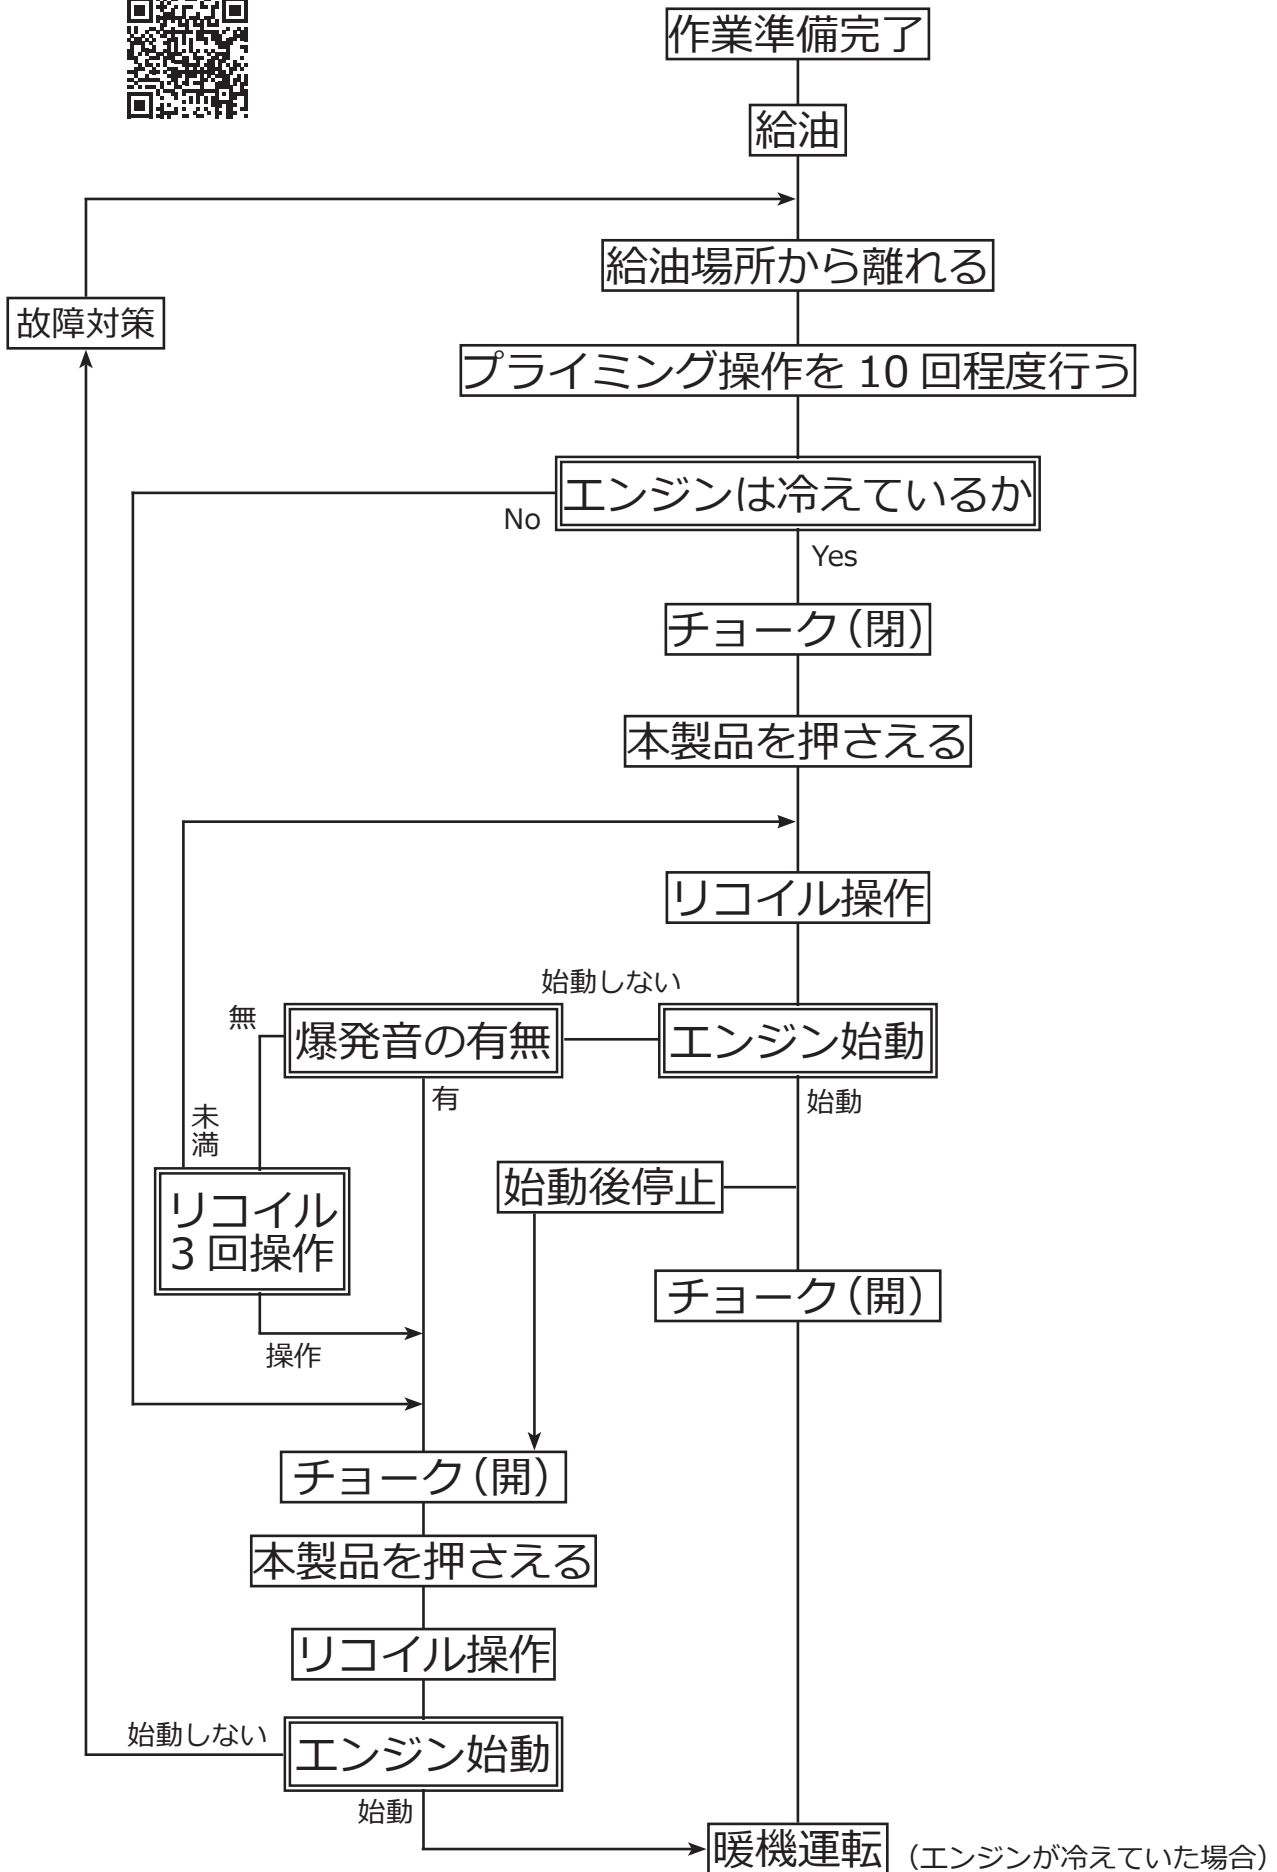 作業準備完了
給油
給油場所から離れる
故障対策
プライミング操作を 10 回程度行う
エンジンは冷えているか
No
Yes
チョーク（閉）
本製品を押さえる
リコイル操作
始動しない
無
爆発音の有無
エンジン始動
有
始動
未満
始動後停止
リコイル
3 回操作
チョーク（開）
操作
チョーク（開）
本製品を押さえる
リコイル操作
始動しない
エンジン始動
始動
暖機運転
（エンジンが冷えていた場合）